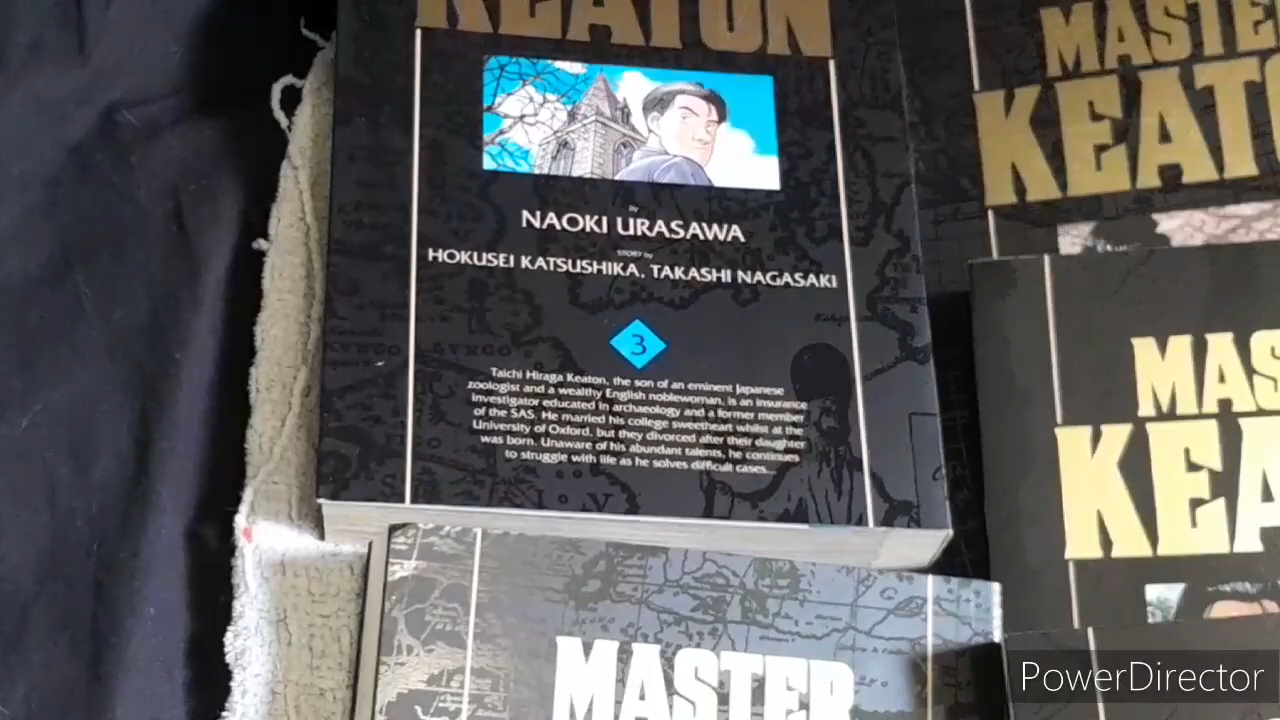 KEATON
by
NAOKI URASAWA
STORY by
HOKUSEI KATSUSHIKA, TAKASHI NAGASAKI
3
Taichi Hiraga Keaton, the son of an eminent Japanese
zoologist and a wealthy English noblewoman, is an insurance
investigator educated in archaeology and a former member
of the SAS. He married his college sweetheart whilst at the
University of Oxford, but they divorced after their daughter
was born. Unaware of his abundant talents, he continues
to struggle with life as he solves difficult cases...
MASTER
MASTE
KEATO
MAS
KEA
PowerDirector